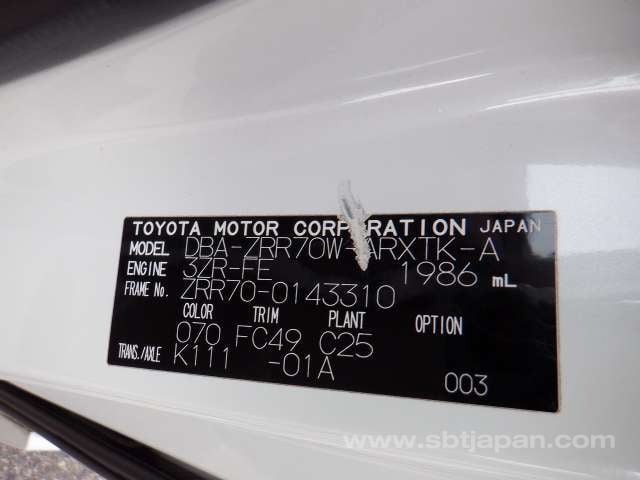 TOYOTA MOTOR CORPORATION JAPAN
MODEL DBA-ZRR70W-ARXTK-A
ENGINE 3ZR-FE 1986 mL
FRAME No. ZRR70-0143310
COLOR TRIM PLANT OPTION
070 FC49 C25
TRANS./AXLE K111 -01A
003
www.sbtjapan.com